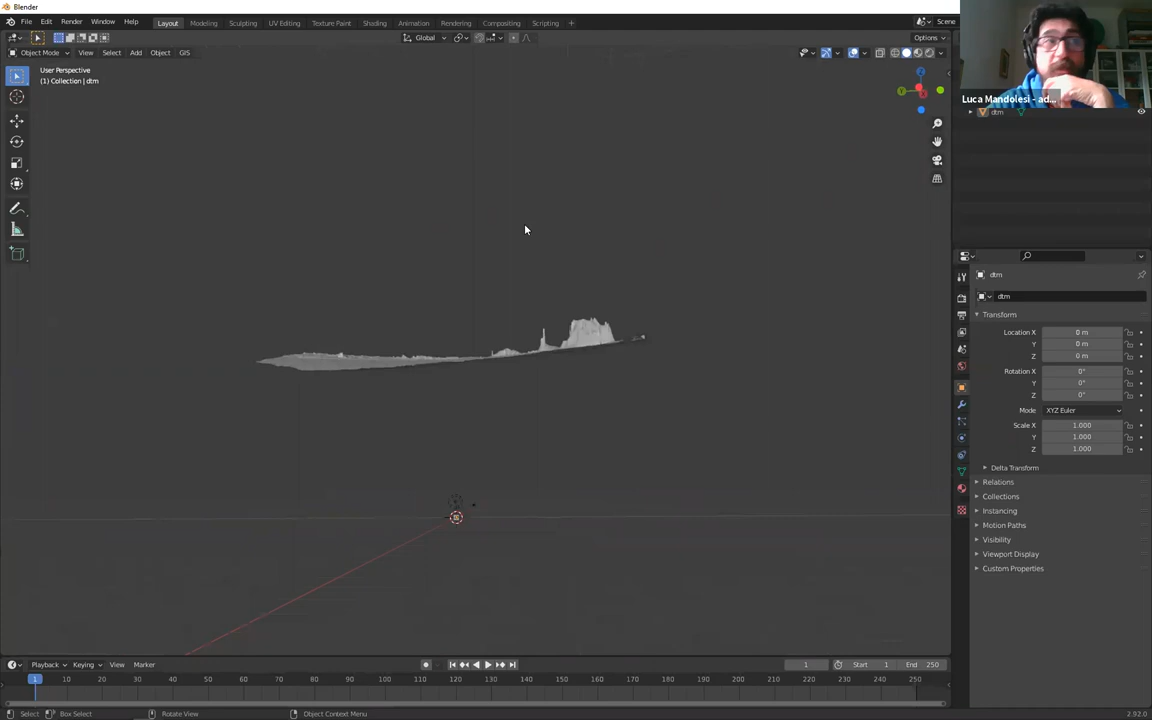 Blender
File Edit Render Window Help
Layout Modeling Sculpting UV Editing Texture Paint Shading Animation Rendering Compositing Scripting +
Scene
Global
Options
Object Mode View Select Add Object GIS
User Perspective
(1) Collection | dtm
Z
Y
X
Luca Mandolesi - ad...
dtm
dtm
dtm
Transform
Location X 0 m
Y 0 m
Z 0 m
Rotation X 0°
Y 0°
Z 0°
Mode XYZ Euler
Scale X 1.000
Y 1.000
Z 1.000
Delta Transform
Relations
Collections
Instancing
Motion Paths
Visibility
Viewport Display
Custom Properties
Playback Keying View Marker
1 Start 1 End 250
1 10 20 30 40 50 60 70 80 90 100 110 120 130 140 150 160 170 180 190 200 210 220 230 240 250
Select Box Select Rotate View Object Context Menu 2.92.0